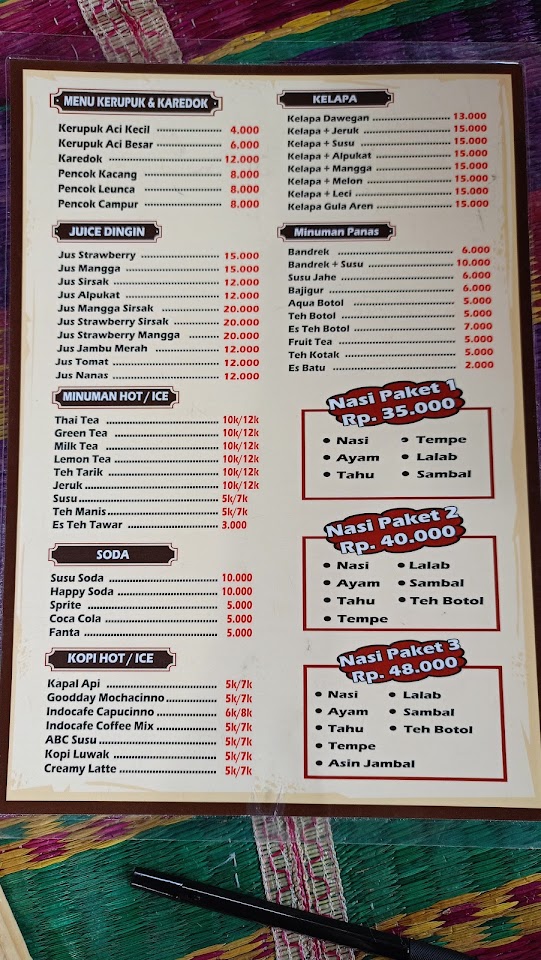 MENU KERUPUK & KAREDOK
Kerupuk Aci Kecil 4.000
Kerupuk Aci Besar 6.000
Karedok 12.000
Pencok Kacang 8.000
Pencok Leunca 8.000
Pencok Campur 8.000
JUICE DINGIN
Jus Strawberry 15.000
Jus Mangga 15.000
Jus Sirsak 12.000
Jus Alpukat 12.000
Jus Mangga Sirsak 20.000
Jus Strawberry Sirsak 20.000
Jus Strawberry Mangga 20.000
Jus Jambu Merah 12.000
Jus Tomat 12.000
Jus Nanas 12.000
MINUMAN HOT / ICE
Thai Tea 10k/12k
Green Tea 10k/12k
Milk Tea 10k/12k
Lemon Tea 10k/12k
Teh Tarik 10k/12k
Jeruk 10k/12k
Susu 5k/7k
Teh Manis 5k/7k
Es Teh Tawar 3.000
SODA
Susu Soda 10.000
Happy Soda 10.000
Sprite 5.000
Coca Cola 5.000
Fanta 5.000
KOPI HOT / ICE
Kapal Api 5k/7k
Goodday Mochacinno 5k/7k
Indocafe Capucinno 6k/8k
Indocafe Coffee Mix 5k/7k
ABC Susu 5k/7k
Kopi Luwak 5k/7k
Creamy Latte 5k/7k
KELAPA
Kelapa Dawegan 13.000
Kelapa + Jeruk 15.000
Kelapa + Susu 15.000
Kelapa + Alpukat 15.000
Kelapa + Mangga 15.000
Kelapa + Melon 15.000
Kelapa + Leci 15.000
Kelapa Gula Aren 15.000
Minuman Panas
Bandrek 6.000
Bandrek + Susu 10.000
Susu Jahe 6.000
Bajigur 6.000
Aqua Botol 5.000
Teh Botol 5.000
Es Teh Botol 7.000
Fruit Tea 5.000
Teh Kotak 5.000
Es Batu 2.000
Nasi Paket 1
Rp. 35.000
• Nasi • Tempe
• Ayam • Lalab
• Tahu • Sambal
Nasi Paket 2
Rp. 40.000
• Nasi • Lalab
• Ayam • Sambal
• Tahu • Teh Botol
• Tempe
Nasi Paket 3
Rp. 48.000
• Nasi • Lalab
• Ayam • Sambal
• Tahu • Teh Botol
• Tempe
• Asin Jambal